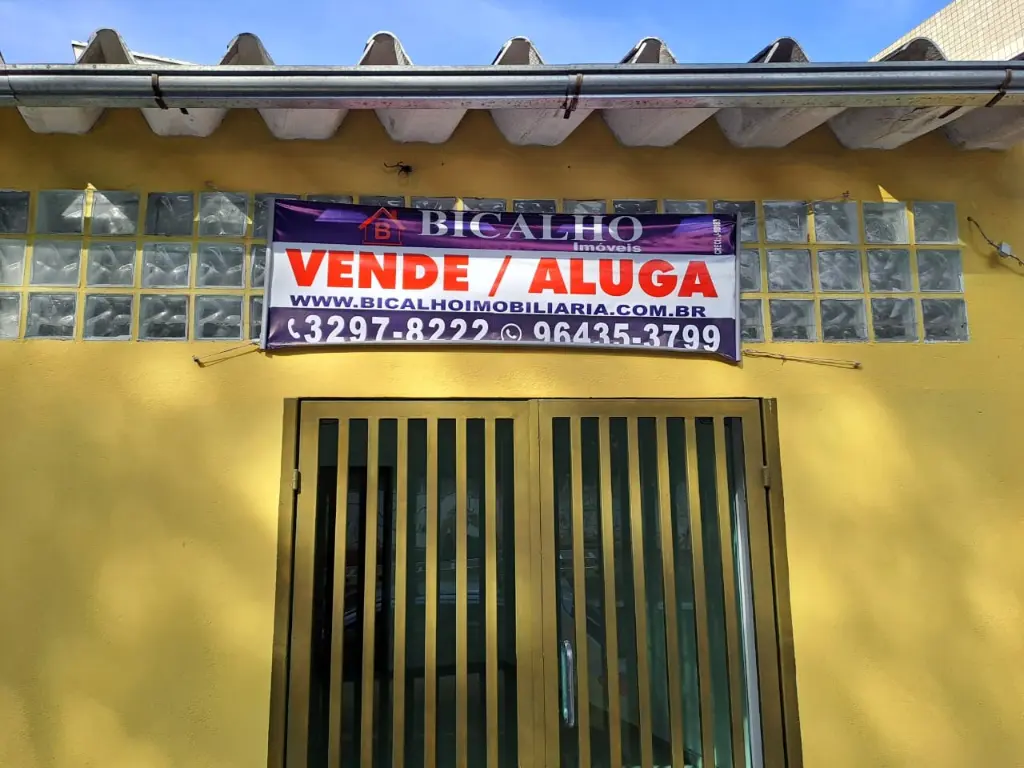 B
BICALHO
Imóveis
VENDE / ALUGA
WWW.BICALHOIMOBILIARIA.COM.BR
3297-8222 96435-3799